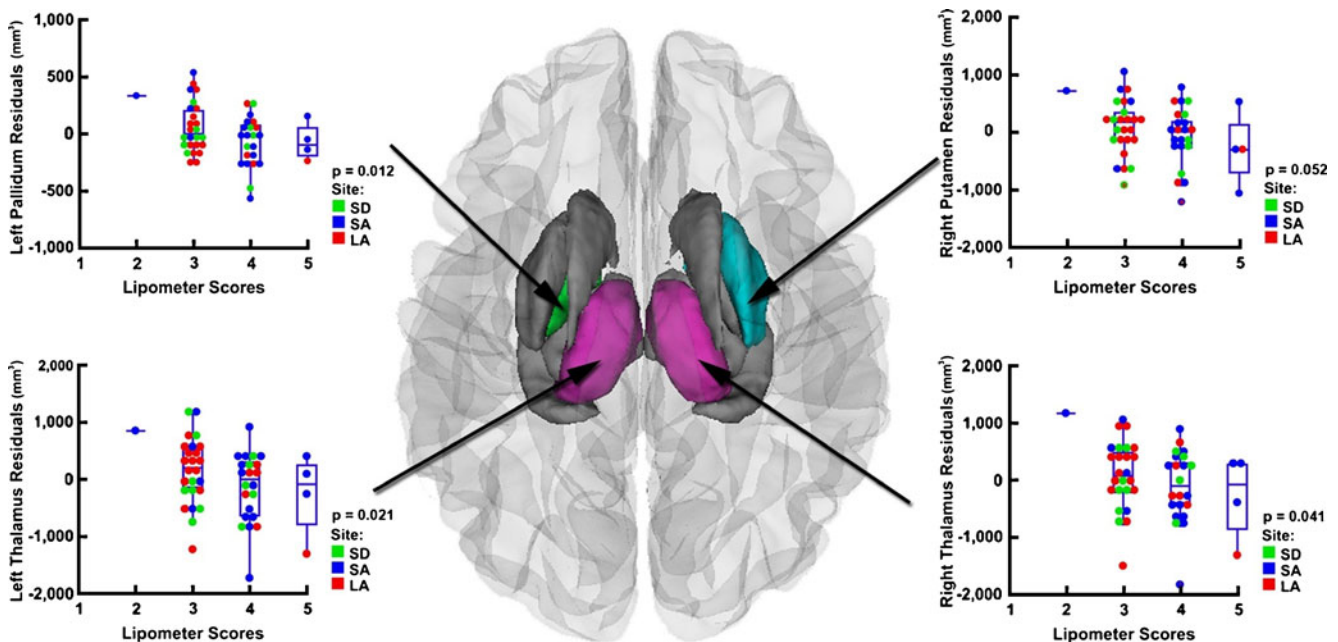 1,000
500
0
-500
-1,000
Left Pallidum Residuals (mm³)
1 2 3 4 5
Lipometer Scores
p = 0.012
Site:
SD
SA
LA
2,000
1,000
0
-1,000
-2,000
Right Putamen Residuals (mm³)
1 2 3 4 5
Lipometer Scores
p = 0.052
Site:
SD
SA
LA
2,000
1,000
0
-1,000
-2,000
Left Thalamus Residuals (mm³)
1 2 3 4 5
Lipometer Scores
p = 0.021
Site:
SD
SA
LA
2,000
1,000
0
-1,000
-2,000
Right Thalamus Residuals (mm³)
1 2 3 4 5
Lipometer Scores
p = 0.041
Site:
SD
SA
LA